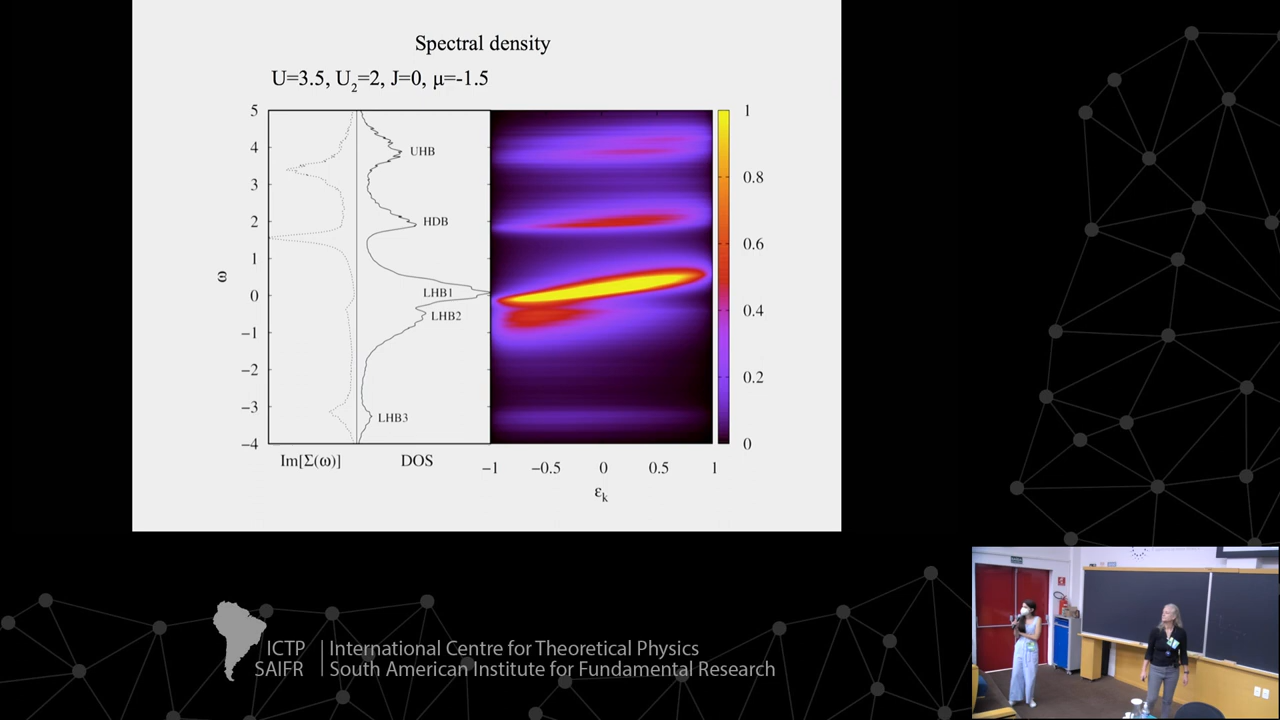 Spectral density
U=3.5, U2=2, J=0, μ=-1.5
5
4
3
2
1
0
−1
−2
−3
−4
ω
UHB
HDB
LHB1
LHB2
LHB3
Im[Σ(ω)]
DOS
−1
−0.5
0
0.5
1
εk
1
0.8
0.6
0.4
0.2
0
ICTP
SAIFR
International Centre for Theoretical Physics
South American Institute for Fundamental Research